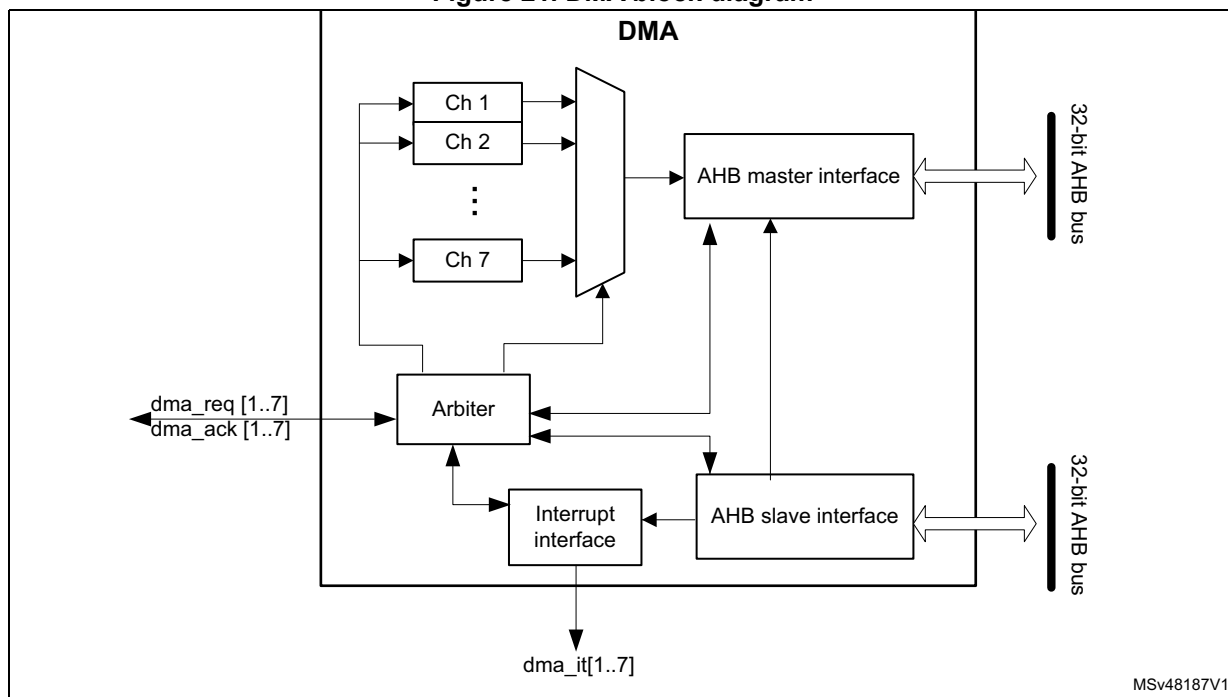 DMA
Ch 1
Ch 2
Ch 7
AHB master interface
32-bit AHB bus
dma_req [1..7]
dma_ack [1..7]
Arbiter
Interrupt
interface
AHB slave interface
32-bit AHB bus
dma_it[1..7]
MSv48187V1